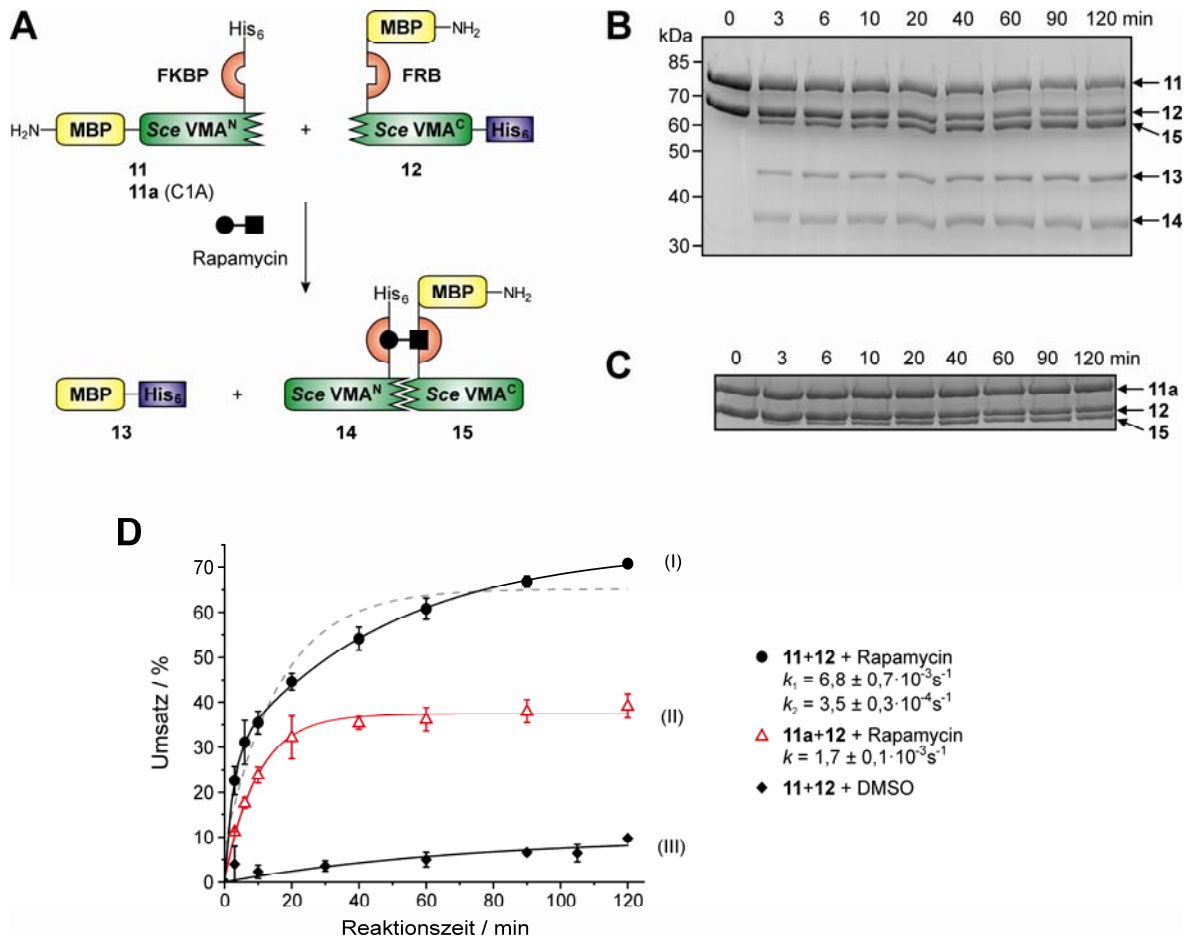 A
His₆
MBP–NH₂
FKBP
FRB
H₂N–MBP–Sce VMAᴺ
+
Sce VMAᶜ–His₆
11
12
11a (C1A)
Rapamycin
His₆
MBP–NH₂
MBP–His₆
+
Sce VMAᴺ
Sce VMAᶜ
13
14
15
B
0 3 6 10 20 40 60 90 120 min
kDa
85
70
60
50
40
30
11
12
15
13
14
C
0 3 6 10 20 40 60 90 120 min
11a
12
15
D
Umsatz / %
70
60
50
40
30
20
10
0
0 20 40 60 80 100 120
Reaktionszeit / min
(I)
(II)
(III)
11+12 + Rapamycin
k₁ = 6,8 ± 0,7·10⁻³s⁻¹
k₂ = 3,5 ± 0,3·10⁻⁴s⁻¹
11a+12 + Rapamycin
k = 1,7 ± 0,1·10⁻³s⁻¹
11+12 + DMSO